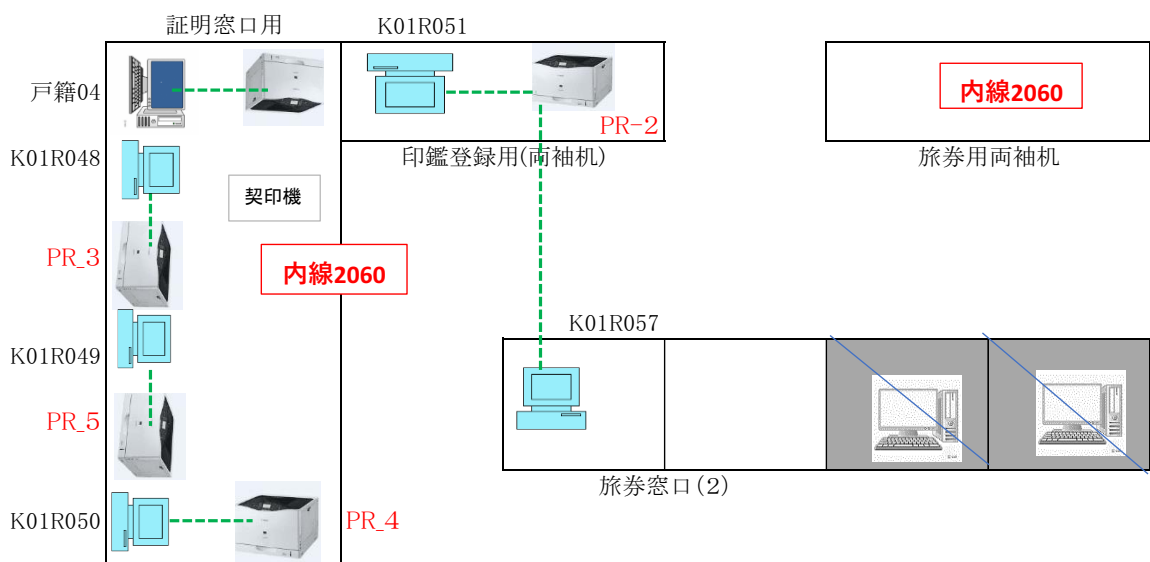 証明窓口用
K01R051
戸籍04
内線2060
PR-2
印鑑登録用(両袖机)
旅券用両袖机
K01R048
契印機
PR_3
内線2060
K01R057
K01R049
PR_5
旅券窓口(2)
K01R050
PR_4